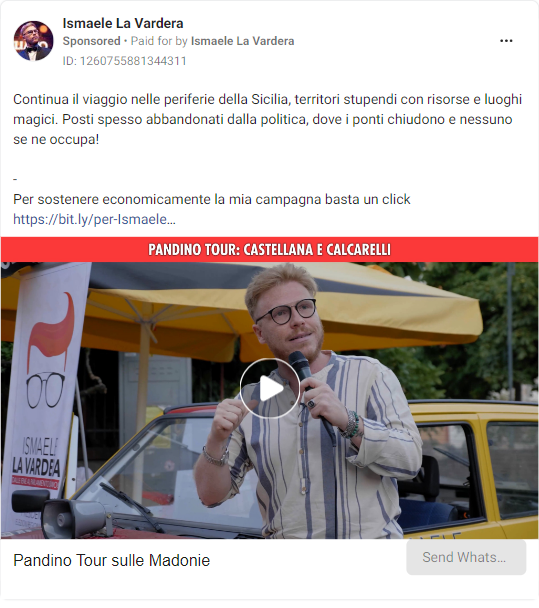 Ismaele La Vardera
Sponsored • Paid for by Ismaele La Vardera
ID: 1260755881344311
Continua il viaggio nelle periferie della Sicilia, territori stupendi con risorse e luoghi
magici. Posti spesso abbandonati dalla politica, dove i ponti chiudono e nessuno
se ne occupa!
-
Per sostenere economicamente la mia campagna basta un click
https://bit.ly/per-Ismaele...
PANDINO TOUR: CASTELLANA E CALCARELLI
ISMAELE
LA VARDERA
Pandino Tour sulle Madonie
Send Whats...